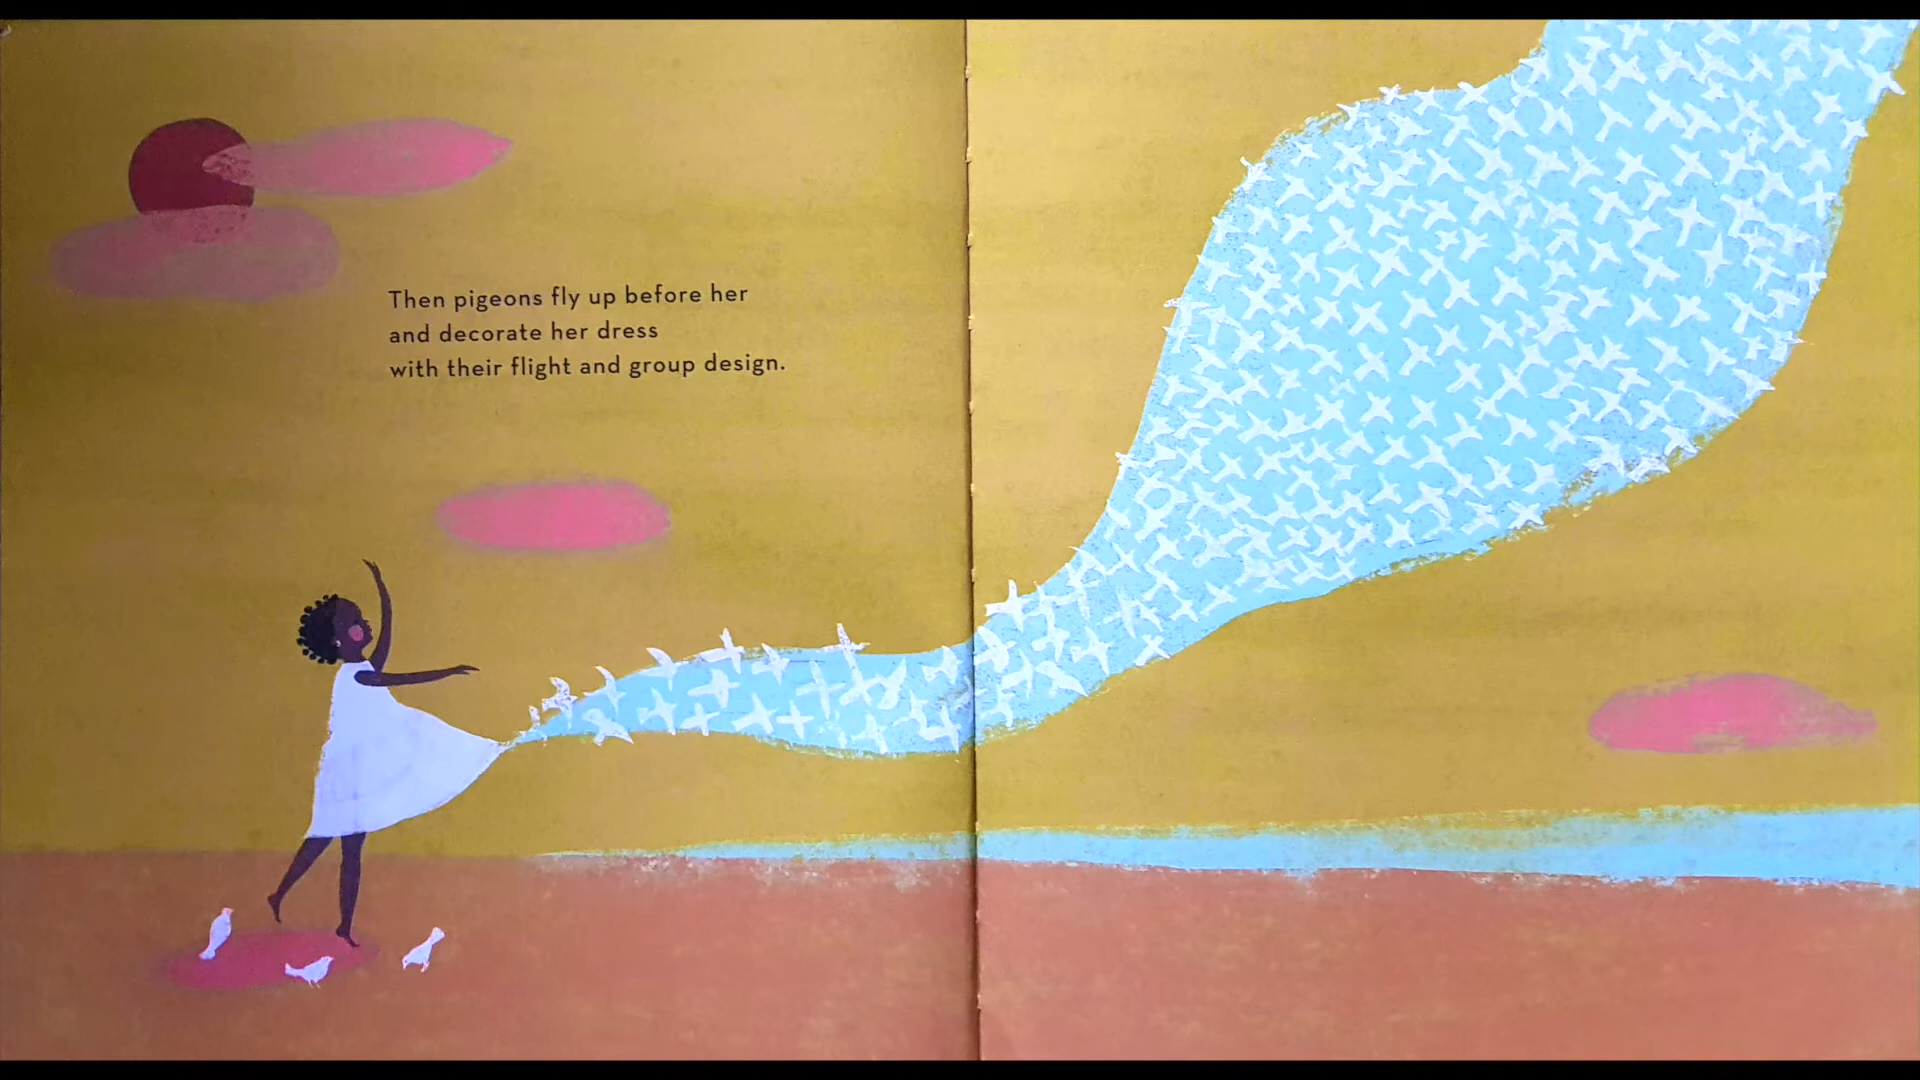 Then pigeons fly up before her
and decorate her dress
with their flight and group design.